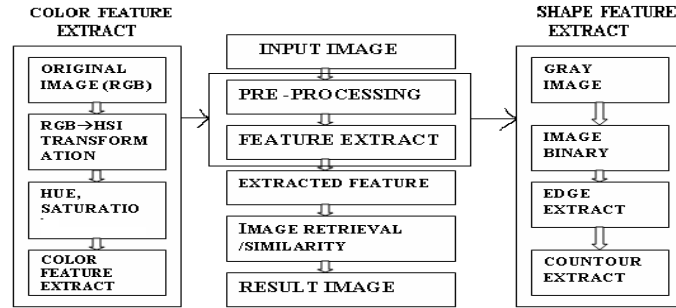 COLOR FEATURE
EXTRACT
ORIGINAL
IMAGE (RGB)
RGB→HSI
TRANSFORM
ATION
HUE,
SATURATIO
COLOR
FEATURE
EXTRACT
INPUT IMAGE
PRE - PROCESSING
FEATURE EXTRACT
EXTRACTED FEATURE
IMAGE RETRIEVAL
/SIMILARITY
RESULT IMAGE
SHAPE FEATURE
EXTRACT
GRAY
IMAGE
IMAGE
BINARY
EDGE
EXTRACT
COUNTOUR
EXTRACT